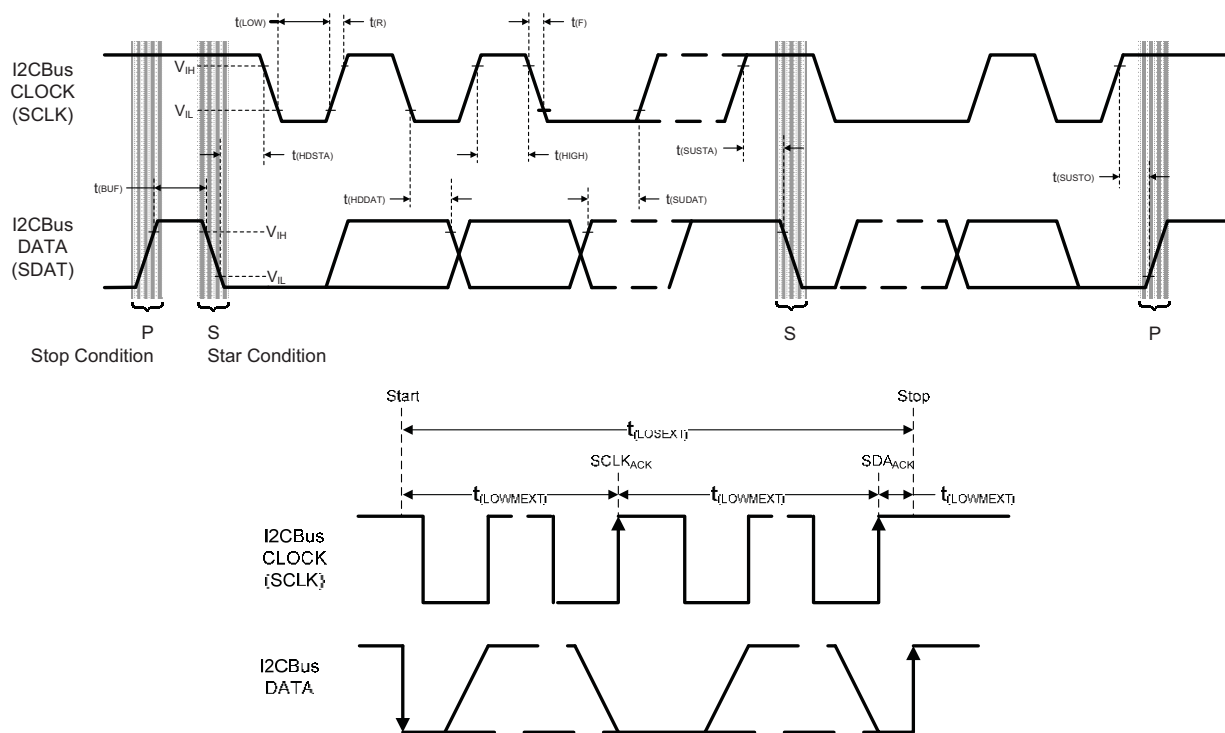 t(LOW) t(R) t(F)
I2CBus
CLOCK
(SCLK)
VIH
VIL
t(HDSTA) t(HIGH) t(SUSTA) t(SUSTO)
t(BUF)
t(HDDAT) t(SUDAT)
I2CBus
DATA
(SDAT)
VIH
VIL
P S S P
Stop Condition Star Condition
Start Stop
t(LOSEXT)
SCLKACK SDAACK
t(LOWMEXT) t(LOWMEXT) t(LOWMEXT)
I2CBus
CLOCK
(SCLK)
I2CBus
DATA